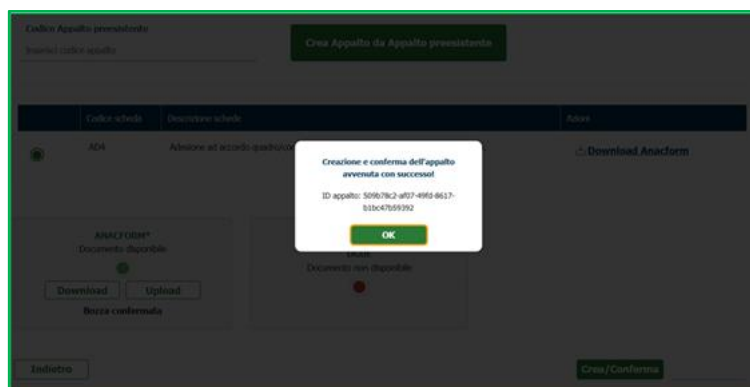 Codice Appalto preesistente
Inserisci codice appalto
Crea Appalto da Appalto preesistente
Codice scheda Descrizione schede Azioni
AD4 Adesione ad accordo quadro/con Download Anacform
Creazione e conferma dell'appalto
avvenuta con successo!
ID appalto: 509b78c2-af07-49fd-8617-
b1bc47b59392
OK
ANACFORM*
Documento disponibile
Download Upload
Bozza confermata
Documento non disponibile
Indietro
Crea/Conferma